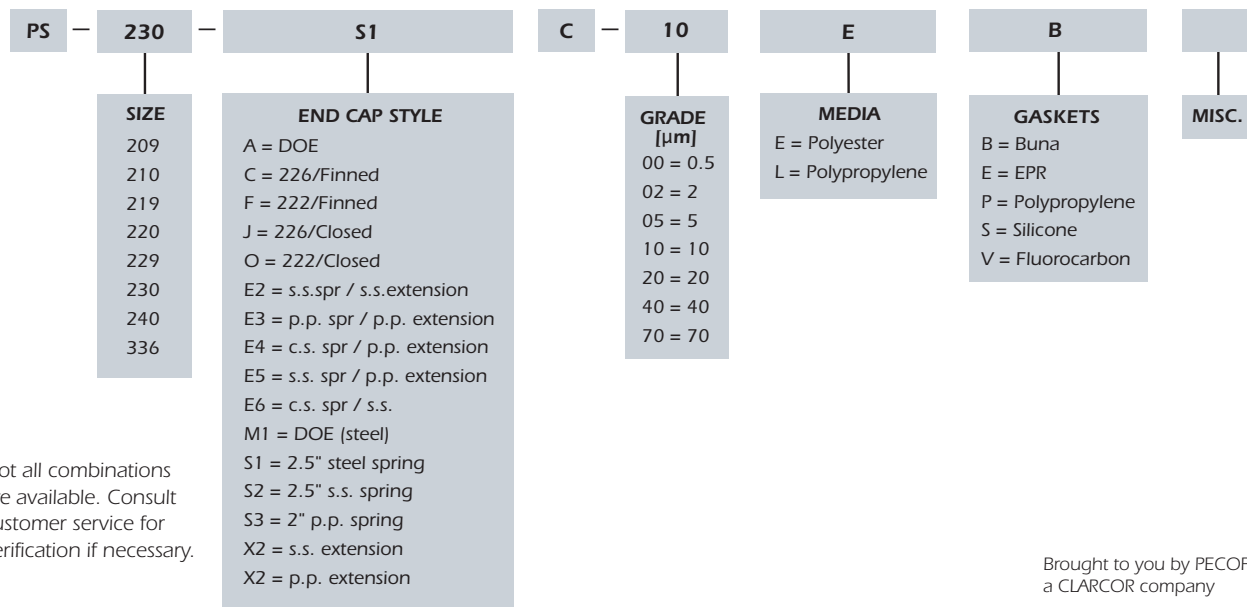 PS — 230 — S1 C — 10 E B
SIZE
209
210
219
220
229
230
240
336
END CAP STYLE
A = DOE
C = 226/Finned
F = 222/Finned
J = 226/Closed
O = 222/Closed
E2 = s.s.spr / s.s.extension
E3 = p.p. spr / p.p. extension
E4 = c.s. spr / p.p. extension
E5 = s.s. spr / p.p. extension
E6 = c.s. spr / s.s.
M1 = DOE (steel)
S1 = 2.5" steel spring
S2 = 2.5" s.s. spring
S3 = 2" p.p. spring
X2 = s.s. extension
X2 = p.p. extension
GRADE
[µm]
00 = 0.5
02 = 2
05 = 5
10 = 10
20 = 20
40 = 40
70 = 70
MEDIA
E = Polyester
L = Polypropylene
GASKETS
B = Buna
E = EPR
P = Polypropylene
S = Silicone
V = Fluorocarbon
MISC.
ot all combinations
e available. Consult
ustomer service for
erification if necessary.
Brought to you by PECOF
a CLARCOR company